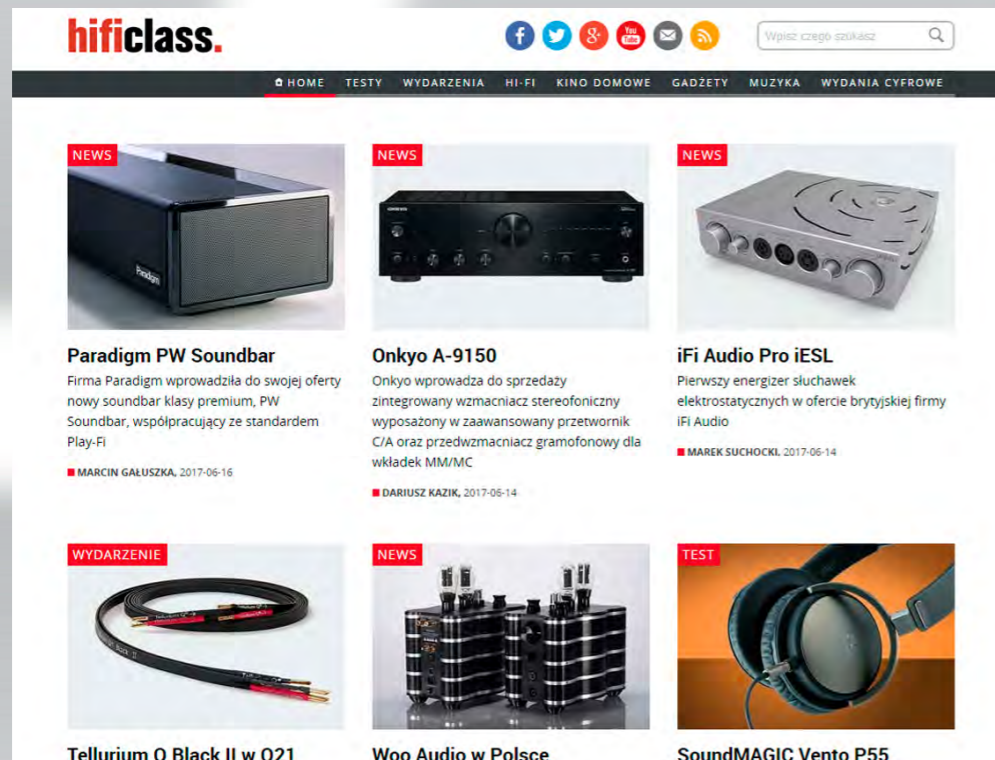 hificlass.
f
g+
You
Tube
Wpisz czego szukasz
HOME TESTY WYDARZENIA HI-FI KINO DOMOWE GADŻETY MUZYKA WYDANIA CYFROWE
NEWS
Paradigm
Paradigm PW Soundbar
Firma Paradigm wprowadziła do swojej oferty
nowy soundbar klasy premium, PW
Soundbar, współpracujący ze standardem
Play-Fi
MARCIN GAŁUSZKA, 2017-06-16
NEWS
ONKYO
Onkyo A-9150
Onkyo wprowadza do sprzedaży
zintegrowany wzmacniacz stereofoniczny
wyposażony w zaawansowany przetwornik
C/A oraz przedwzmacniacz gramofonowy dla
wkładek MM/MC
DARIUSZ KAZIK, 2017-06-14
NEWS
iFi Audio Pro iESL
Pierwszy energizer słuchawek
elektrostatycznych w ofercie brytyjskiej firmy
iFi Audio
MAREK SUCHOCKI, 2017-06-14
WYDARZENIE
Tellurium Q Black II w Q21
NEWS
Woo Audio w Polsce
TEST
SoundMAGIC Vento P55